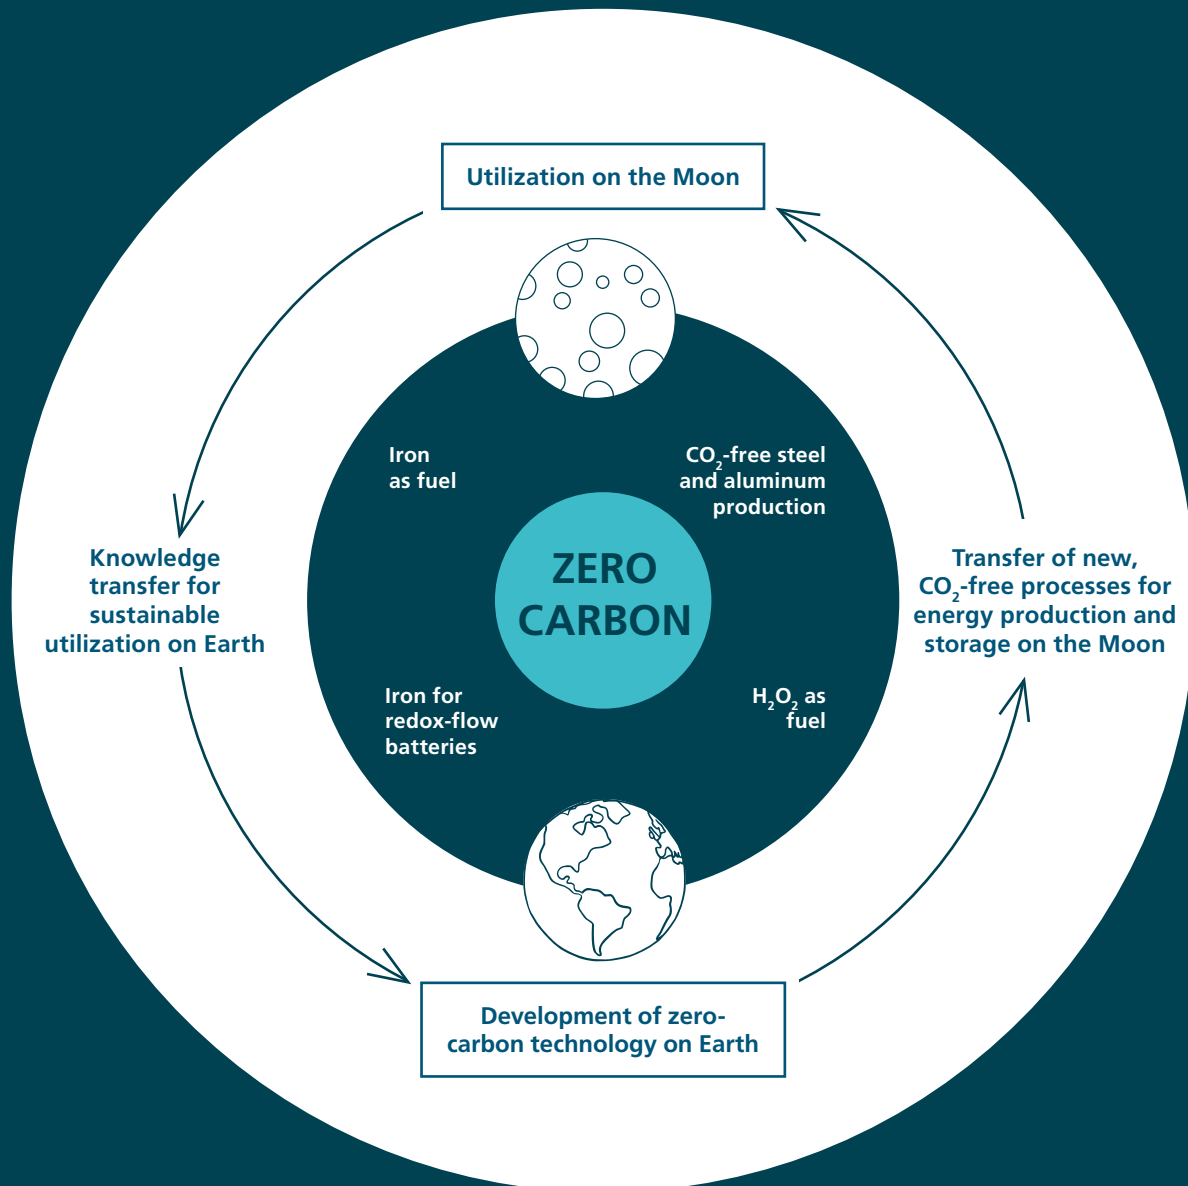 Utilization on the Moon
Iron
as fuel
CO₂-free steel
and aluminum
production
ZERO
CARBON
Knowledge
transfer for
sustainable
utilization on Earth
Transfer of new,
CO₂-free processes for
energy production and
storage on the Moon
Iron for
redox-flow
batteries
H₂O₂ as
fuel
Development of zero-
carbon technology on Earth